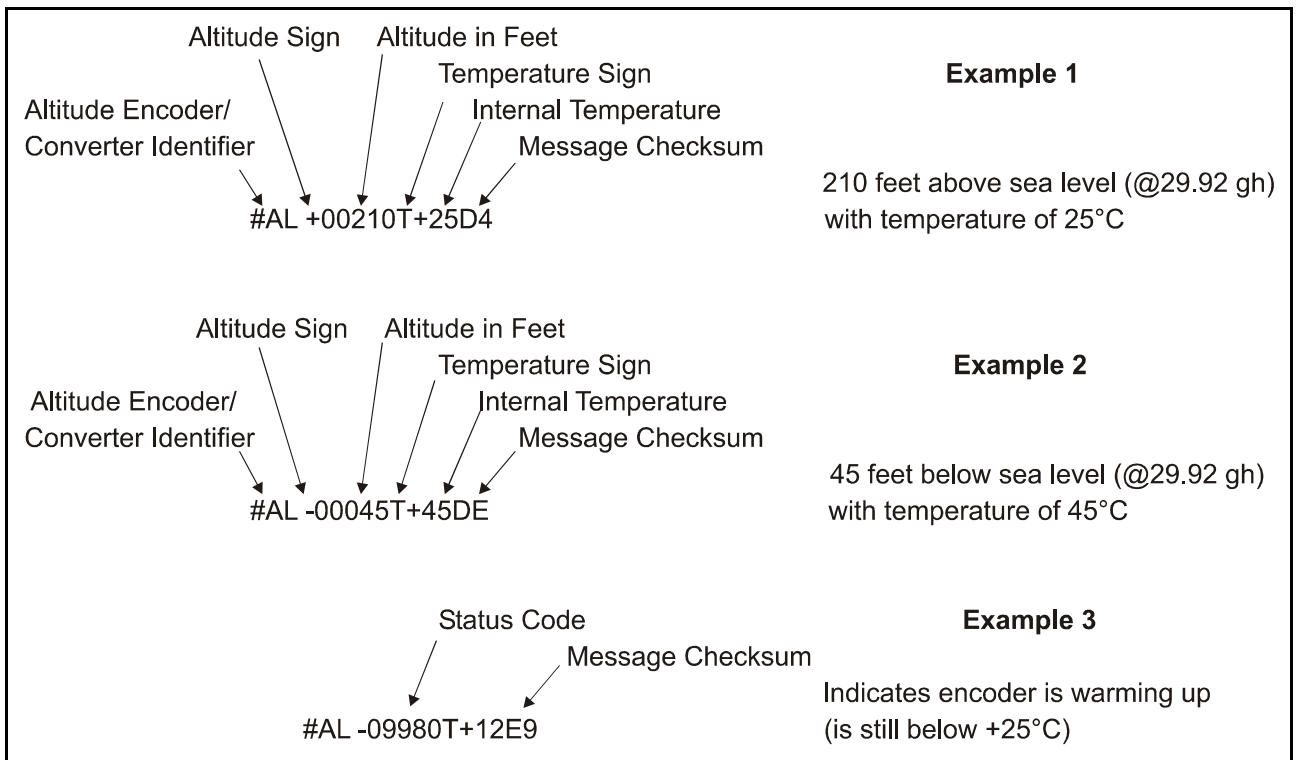 Altitude Sign Altitude in Feet
Temperature Sign
Example 1
Altitude Encoder/
Converter Identifier
Internal Temperature
Message Checksum
#AL +00210T+25D4
210 feet above sea level (@29.92 gh)
with temperature of 25°C
Altitude Sign Altitude in Feet
Temperature Sign
Example 2
Altitude Encoder/
Converter Identifier
Internal Temperature
Message Checksum
#AL -00045T+45DE
45 feet below sea level (@29.92 gh)
with temperature of 45°C
Status Code
Example 3
Message Checksum
#AL -09980T+12E9
Indicates encoder is warming up
(is still below +25°C)